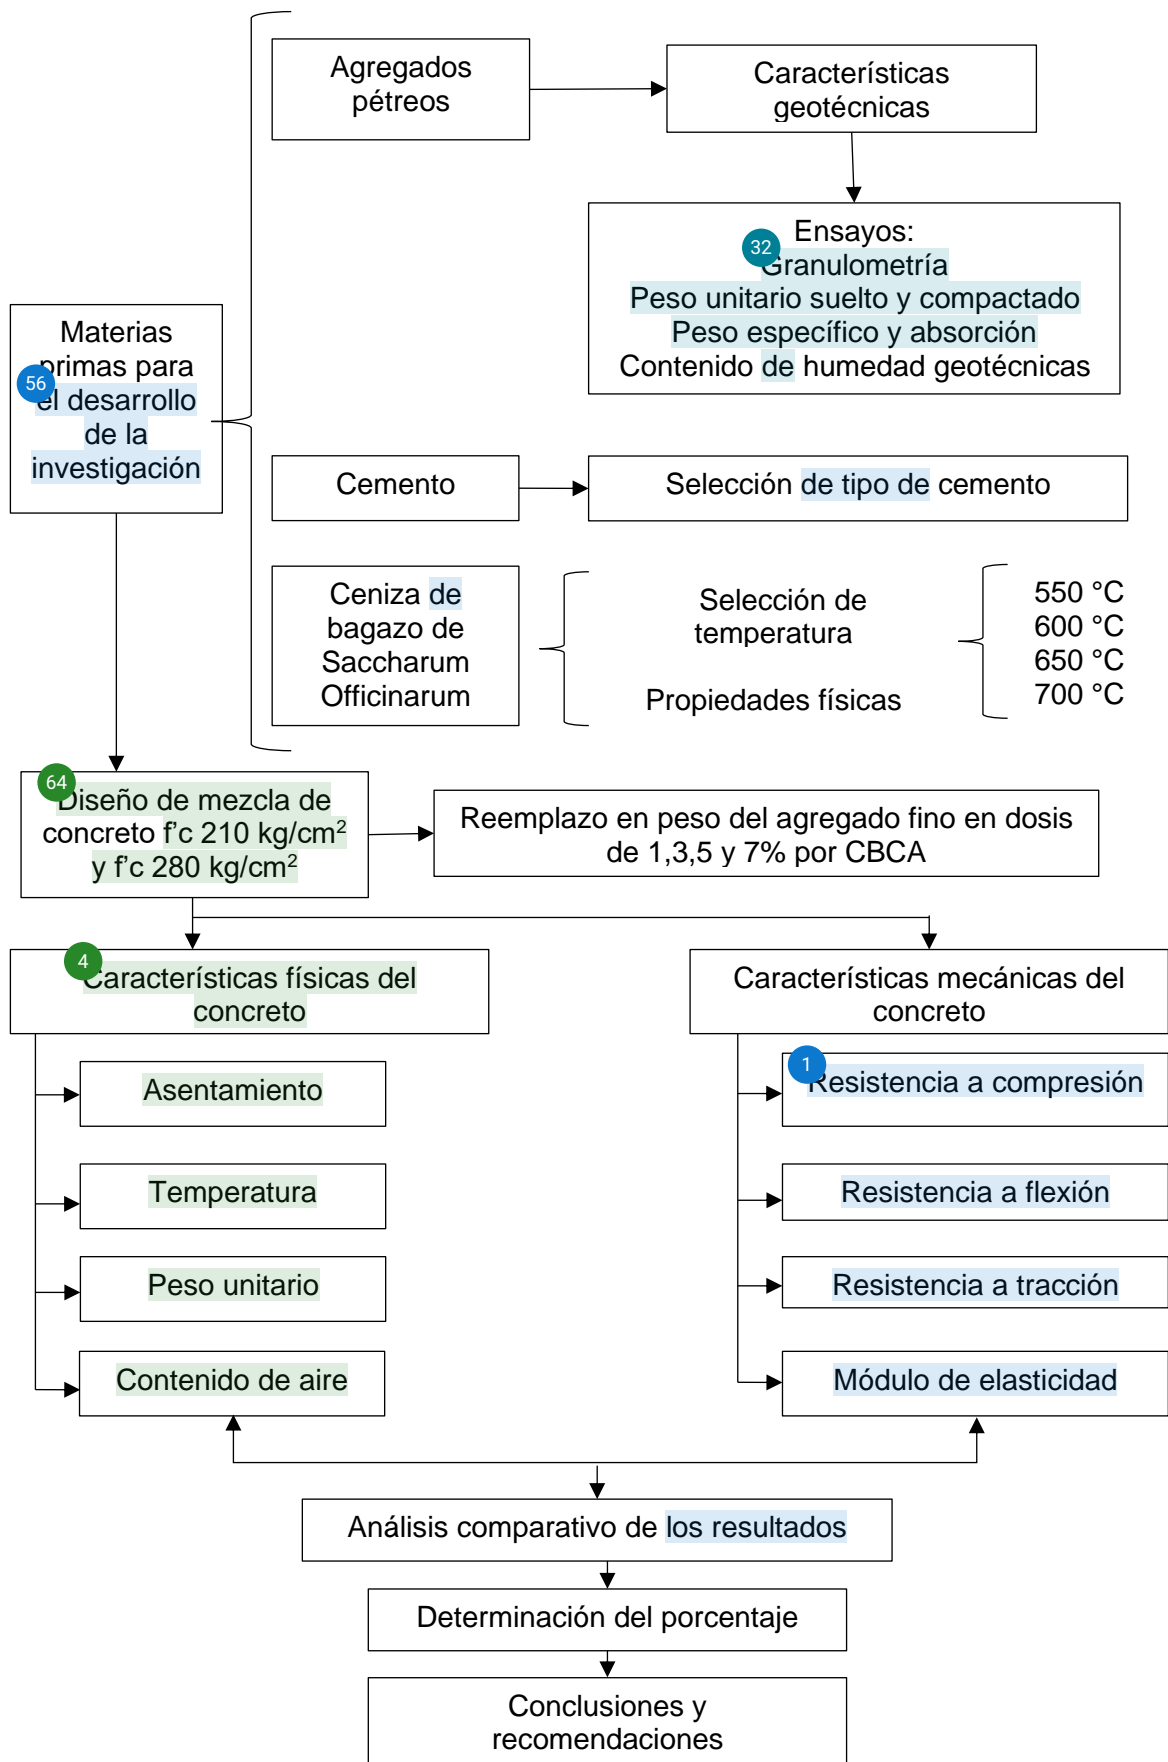 Agregados
pétreos
Características
geotécnicas
Ensayos:
32
Granulometría
Peso unitario suelto y compactado
Peso específico y absorción
Contenido de humedad geotécnicas
Materias
primas para
56
el desarrollo
de la
investigación
Cemento
Selección de tipo de cemento
Ceniza de
bagazo de
Saccharum
Officinarum
Selección de
temperatura
Propiedades físicas
550 °C
600 °C
650 °C
700 °C
64
Diseño de mezcla de
concreto f'c 210 kg/cm²
y f'c 280 kg/cm²
Reemplazo en peso del agregado fino en dosis
de 1,3,5 y 7% por CBCA
4
Características físicas del
concreto
Características mecánicas del
concreto
Asentamiento
Temperatura
Peso unitario
Contenido de aire
1
Resistencia a compresión
Resistencia a flexión
Resistencia a tracción
Módulo de elasticidad
Análisis comparativo de los resultados
Determinación del porcentaje
Conclusiones y
recomendaciones